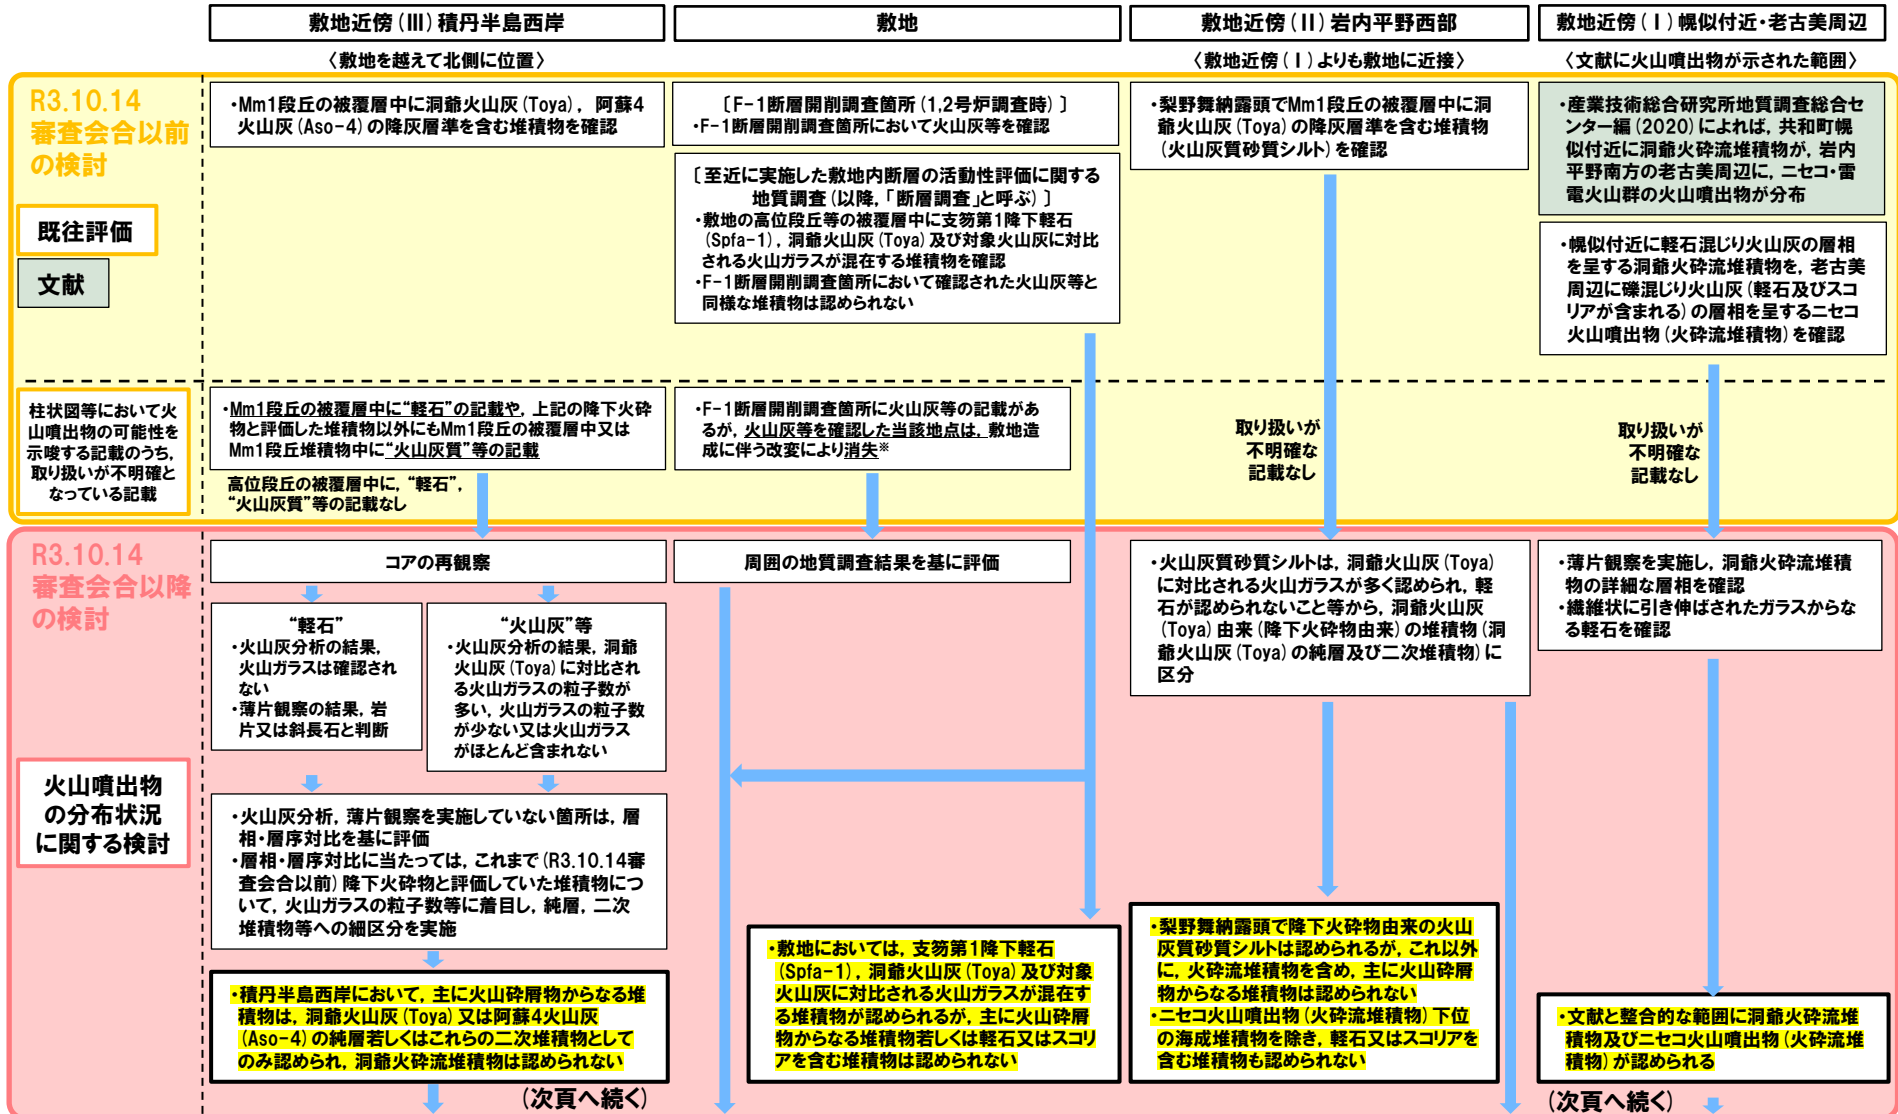 敷地近傍(Ⅲ)積丹半島西岸
敷地
敷地近傍(Ⅱ)岩内平野西部
敷地近傍(Ⅰ)幌似付近・老古美周辺
〈敷地を越えて北側に位置〉
〈敷地近傍(Ⅰ)よりも敷地に近接〉
〈文献に火山噴出物が示された範囲〉
R3.10.14
審査会合以前
の検討
既往評価
文献
・Mm1段丘の被覆層中に洞爺火山灰(Toya), 阿蘇4
火山灰(Aso-4)の降灰層準を含む堆積物を確認
〔F-1断層開削調査箇所(1,2号炉調査時)〕
・F-1断層開削調査箇所において火山灰等を確認
〔至近に実施した敷地内断層の活動性評価に関する
地質調査(以降,「断層調査」と呼ぶ)〕
・敷地の高位段丘等の被覆層中に支笏第1降下軽石
(Spfa-1), 洞爺火山灰(Toya)及び対象火山灰に対比
される火山ガラスが混在する堆積物を確認
・F-1断層開削調査箇所において確認された火山灰等と
同様な堆積物は認められない
・梨野舞納露頭でMm1段丘の被覆層中に洞
爺火山灰(Toya)の降灰層準を含む堆積物
(火山灰質砂質シルト)を確認
・産業技術総合研究所地質調査総合セ
ンター編(2020)によれば, 共和町幌
似付近に洞爺火砕流堆積物が, 岩内
平野南方の老古美周辺に, ニセコ・雷
電火山群の火山噴出物が分布
・幌似付近に軽石混じり火山灰の層相
を呈する洞爺火砕流堆積物を, 老古美
周辺に礫混じり火山灰(軽石及びスコ
リアが含まれる)の層相を呈するニセコ
火山噴出物(火砕流堆積物)を確認
柱状図等において火
山噴出物の可能性を
示唆する記載のうち,
取り扱いが不明確と
なっている記載
・Mm1段丘の被覆層中に“軽石”の記載や, 上記の降下火砕
物と評価した堆積物以外にもMm1段丘の被覆層中又は
Mm1段丘堆積物中に“火山灰質”等の記載
高位段丘の被覆層中に, “軽石”,
“火山灰質”等の記載なし
・F-1断層開削調査箇所に火山灰等の記載があ
るが, 火山灰等を確認した当該地点は, 敷地造
成に伴う改変により消失※
取り扱いが
不明確な
記載なし
取り扱いが
不明確な
記載なし
R3.10.14
審査会合以降
の検討
火山噴出物
の分布状況
に関する検討
コアの再観察
周囲の地質調査結果を基に評価
“軽石”
・火山灰分析の結果,
火山ガラスは確認され
ない
・薄片観察の結果, 岩
片又は斜長石と判断
“火山灰”等
・火山灰分析の結果, 洞爺
火山灰(Toya)に対比され
る火山ガラスの粒子数が
多い, 火山ガラスの粒子数
が少ない又は火山ガラス
がほとんど含まれない
・火山灰質砂質シルトは, 洞爺火山灰(Toya)
に対比される火山ガラスが多く認められ, 軽
石が認められないこと等から, 洞爺火山灰
(Toya)由来(降下火砕物由来)の堆積物(洞
爺火山灰(Toya)の純層及び二次堆積物)に
区分
・薄片観察を実施し, 洞爺火砕流堆積
物の詳細な層相を確認
・繊維状に引き伸ばされたガラスからな
る軽石を確認
・火山灰分析, 薄片観察を実施していない箇所は, 層
相・層序対比を基に評価
・層相・層序対比に当たっては, これまで(R3.10.14審
査会合以前)降下火砕物と評価していた堆積物につ
いて, 火山ガラスの粒子数等に着目し, 純層, 二次
堆積物等への細区分を実施
・積丹半島西岸において, 主に火山砕屑物からなる堆
積物は, 洞爺火山灰(Toya)又は阿蘇4火山灰
(Aso-4)の純層若しくはこれらの二次堆積物として
のみ認められ, 洞爺火砕流堆積物は認められない
・敷地においては, 支笏第1降下軽石
(Spfa-1), 洞爺火山灰(Toya)及び対象
火山灰に対比される火山ガラスが混在す
る堆積物が認められるが, 主に火山砕屑
物からなる堆積物若しくは軽石又はスコリ
アを含む堆積物は認められない
・梨野舞納露頭で降下火砕物由来の火山
灰質砂質シルトは認められるが, これ以外
に, 火砕流堆積物を含め, 主に火山砕屑
物からなる堆積物は認められない
・ニセコ火山噴出物(火砕流堆積物)下位
の海成堆積物を除き, 軽石又はスコリアを
含む堆積物も認められない
・文献と整合的な範囲に洞爺火砕流堆
積物及びニセコ火山噴出物(火砕流堆
積物)が認められる
(次頁へ続く)
(次頁へ続く)